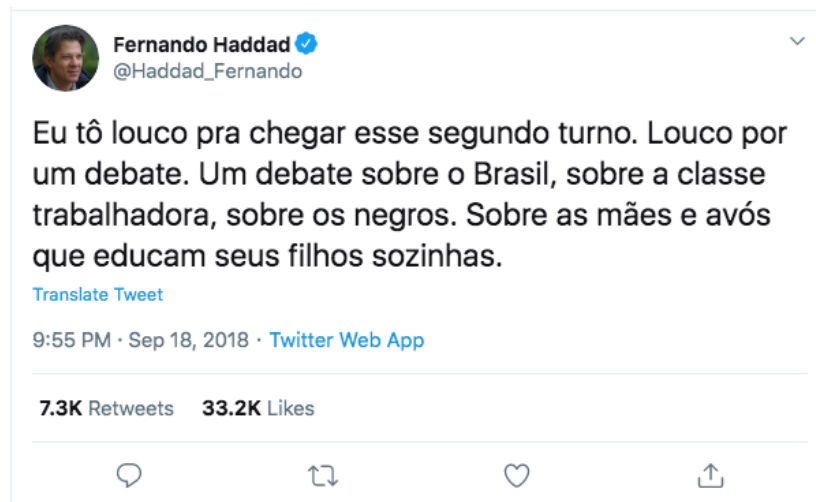 Fernando Haddad
@Haddad_Fernando
Eu tô louco pra chegar esse segundo turno. Louco por
um debate. Um debate sobre o Brasil, sobre a classe
trabalhadora, sobre os negros. Sobre as mães e avós
que educam seus filhos sozinhas.
Translate Tweet
9:55 PM · Sep 18, 2018 · Twitter Web App
7.3K Retweets 33.2K Likes